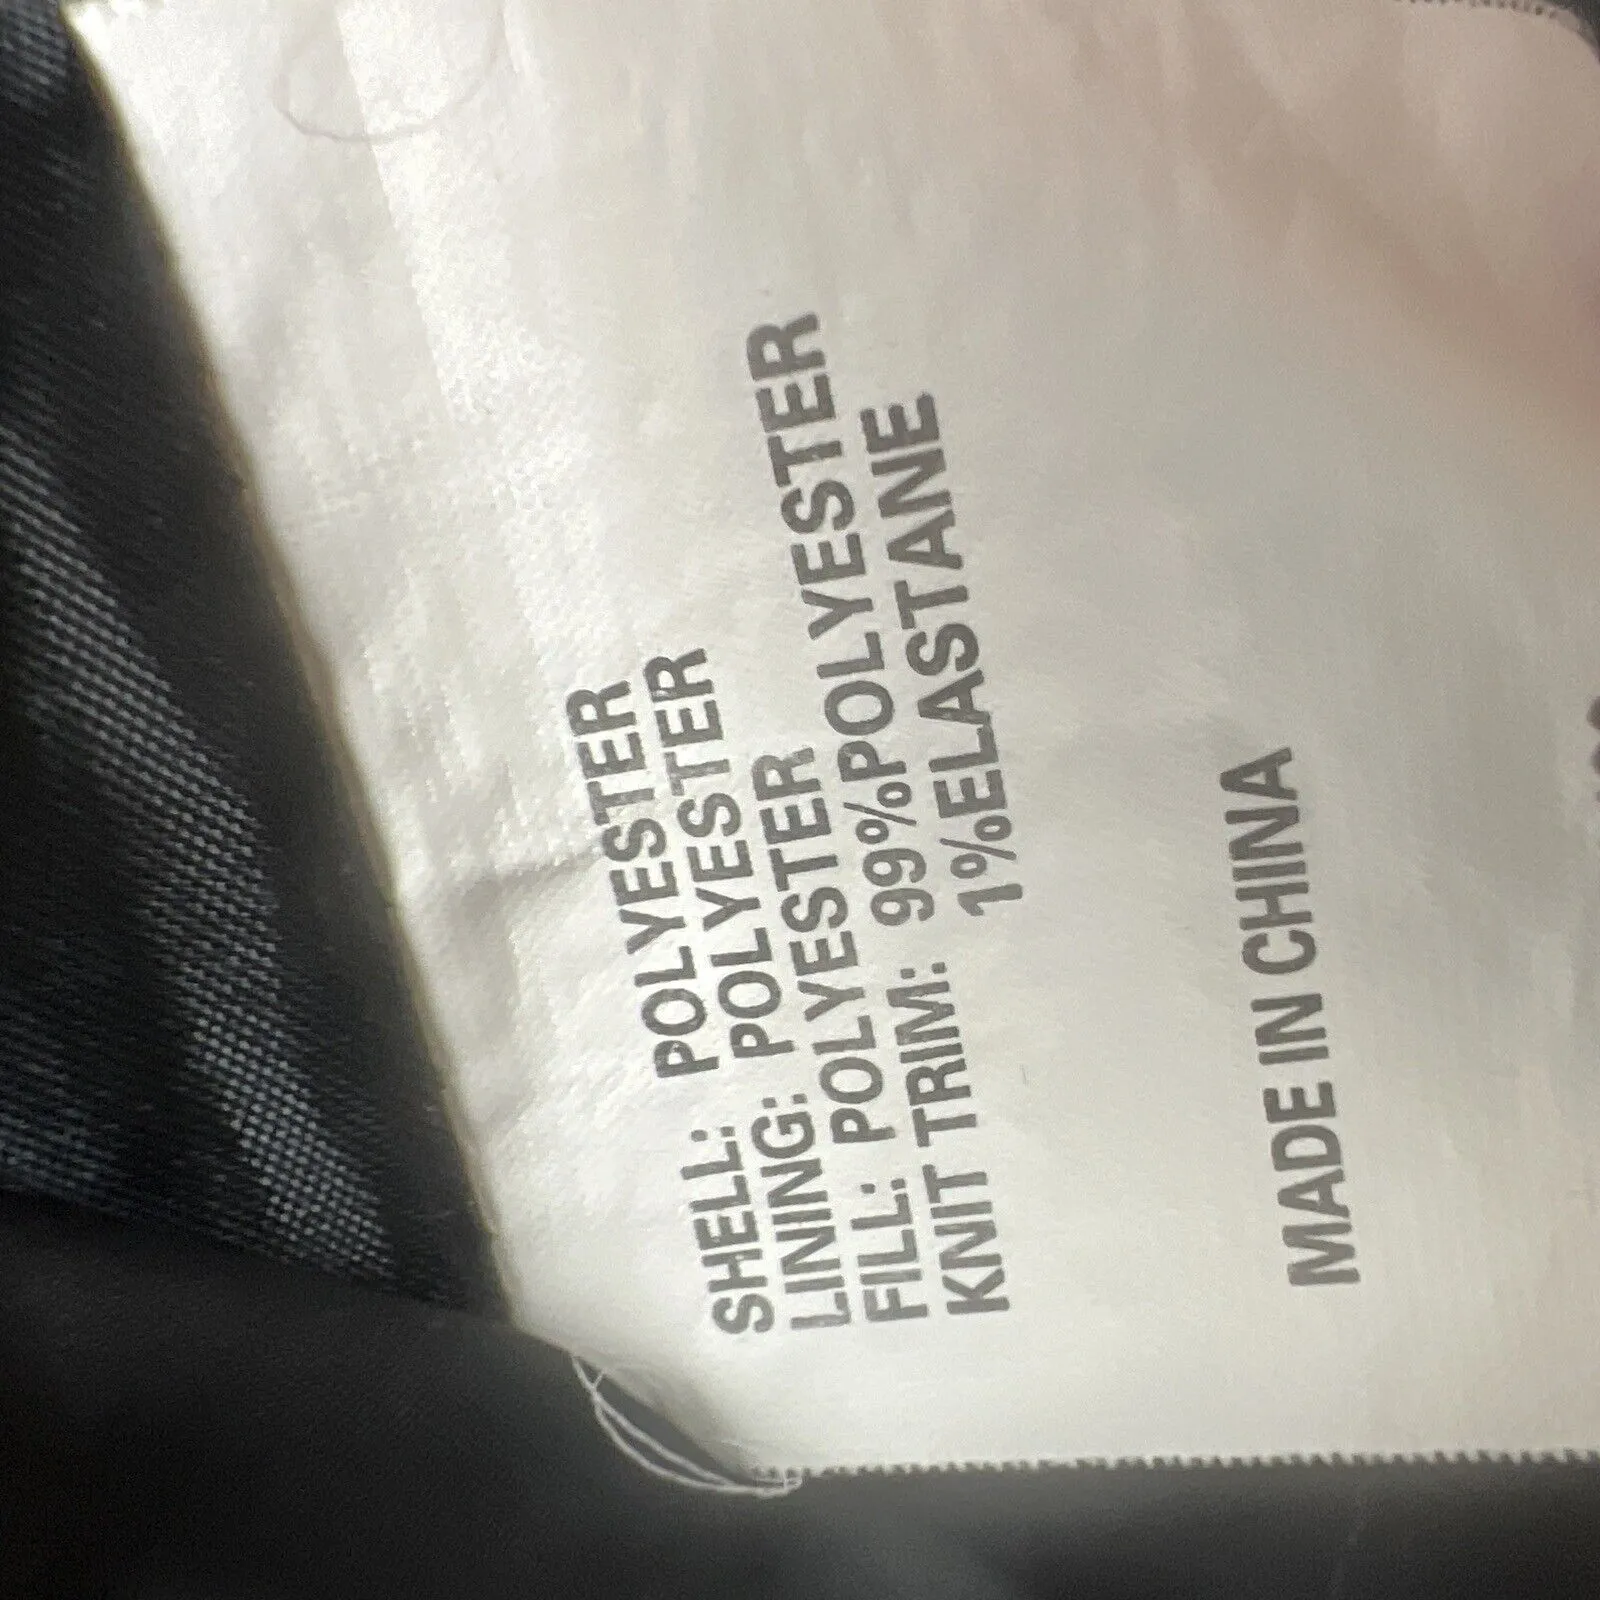 SHELL: POLYESTER
LINING: POLYESTER
FILL: POLYESTER
KNIT TRIM: 99%POLYESTER
1%ELASTANE
MADE IN CHINA